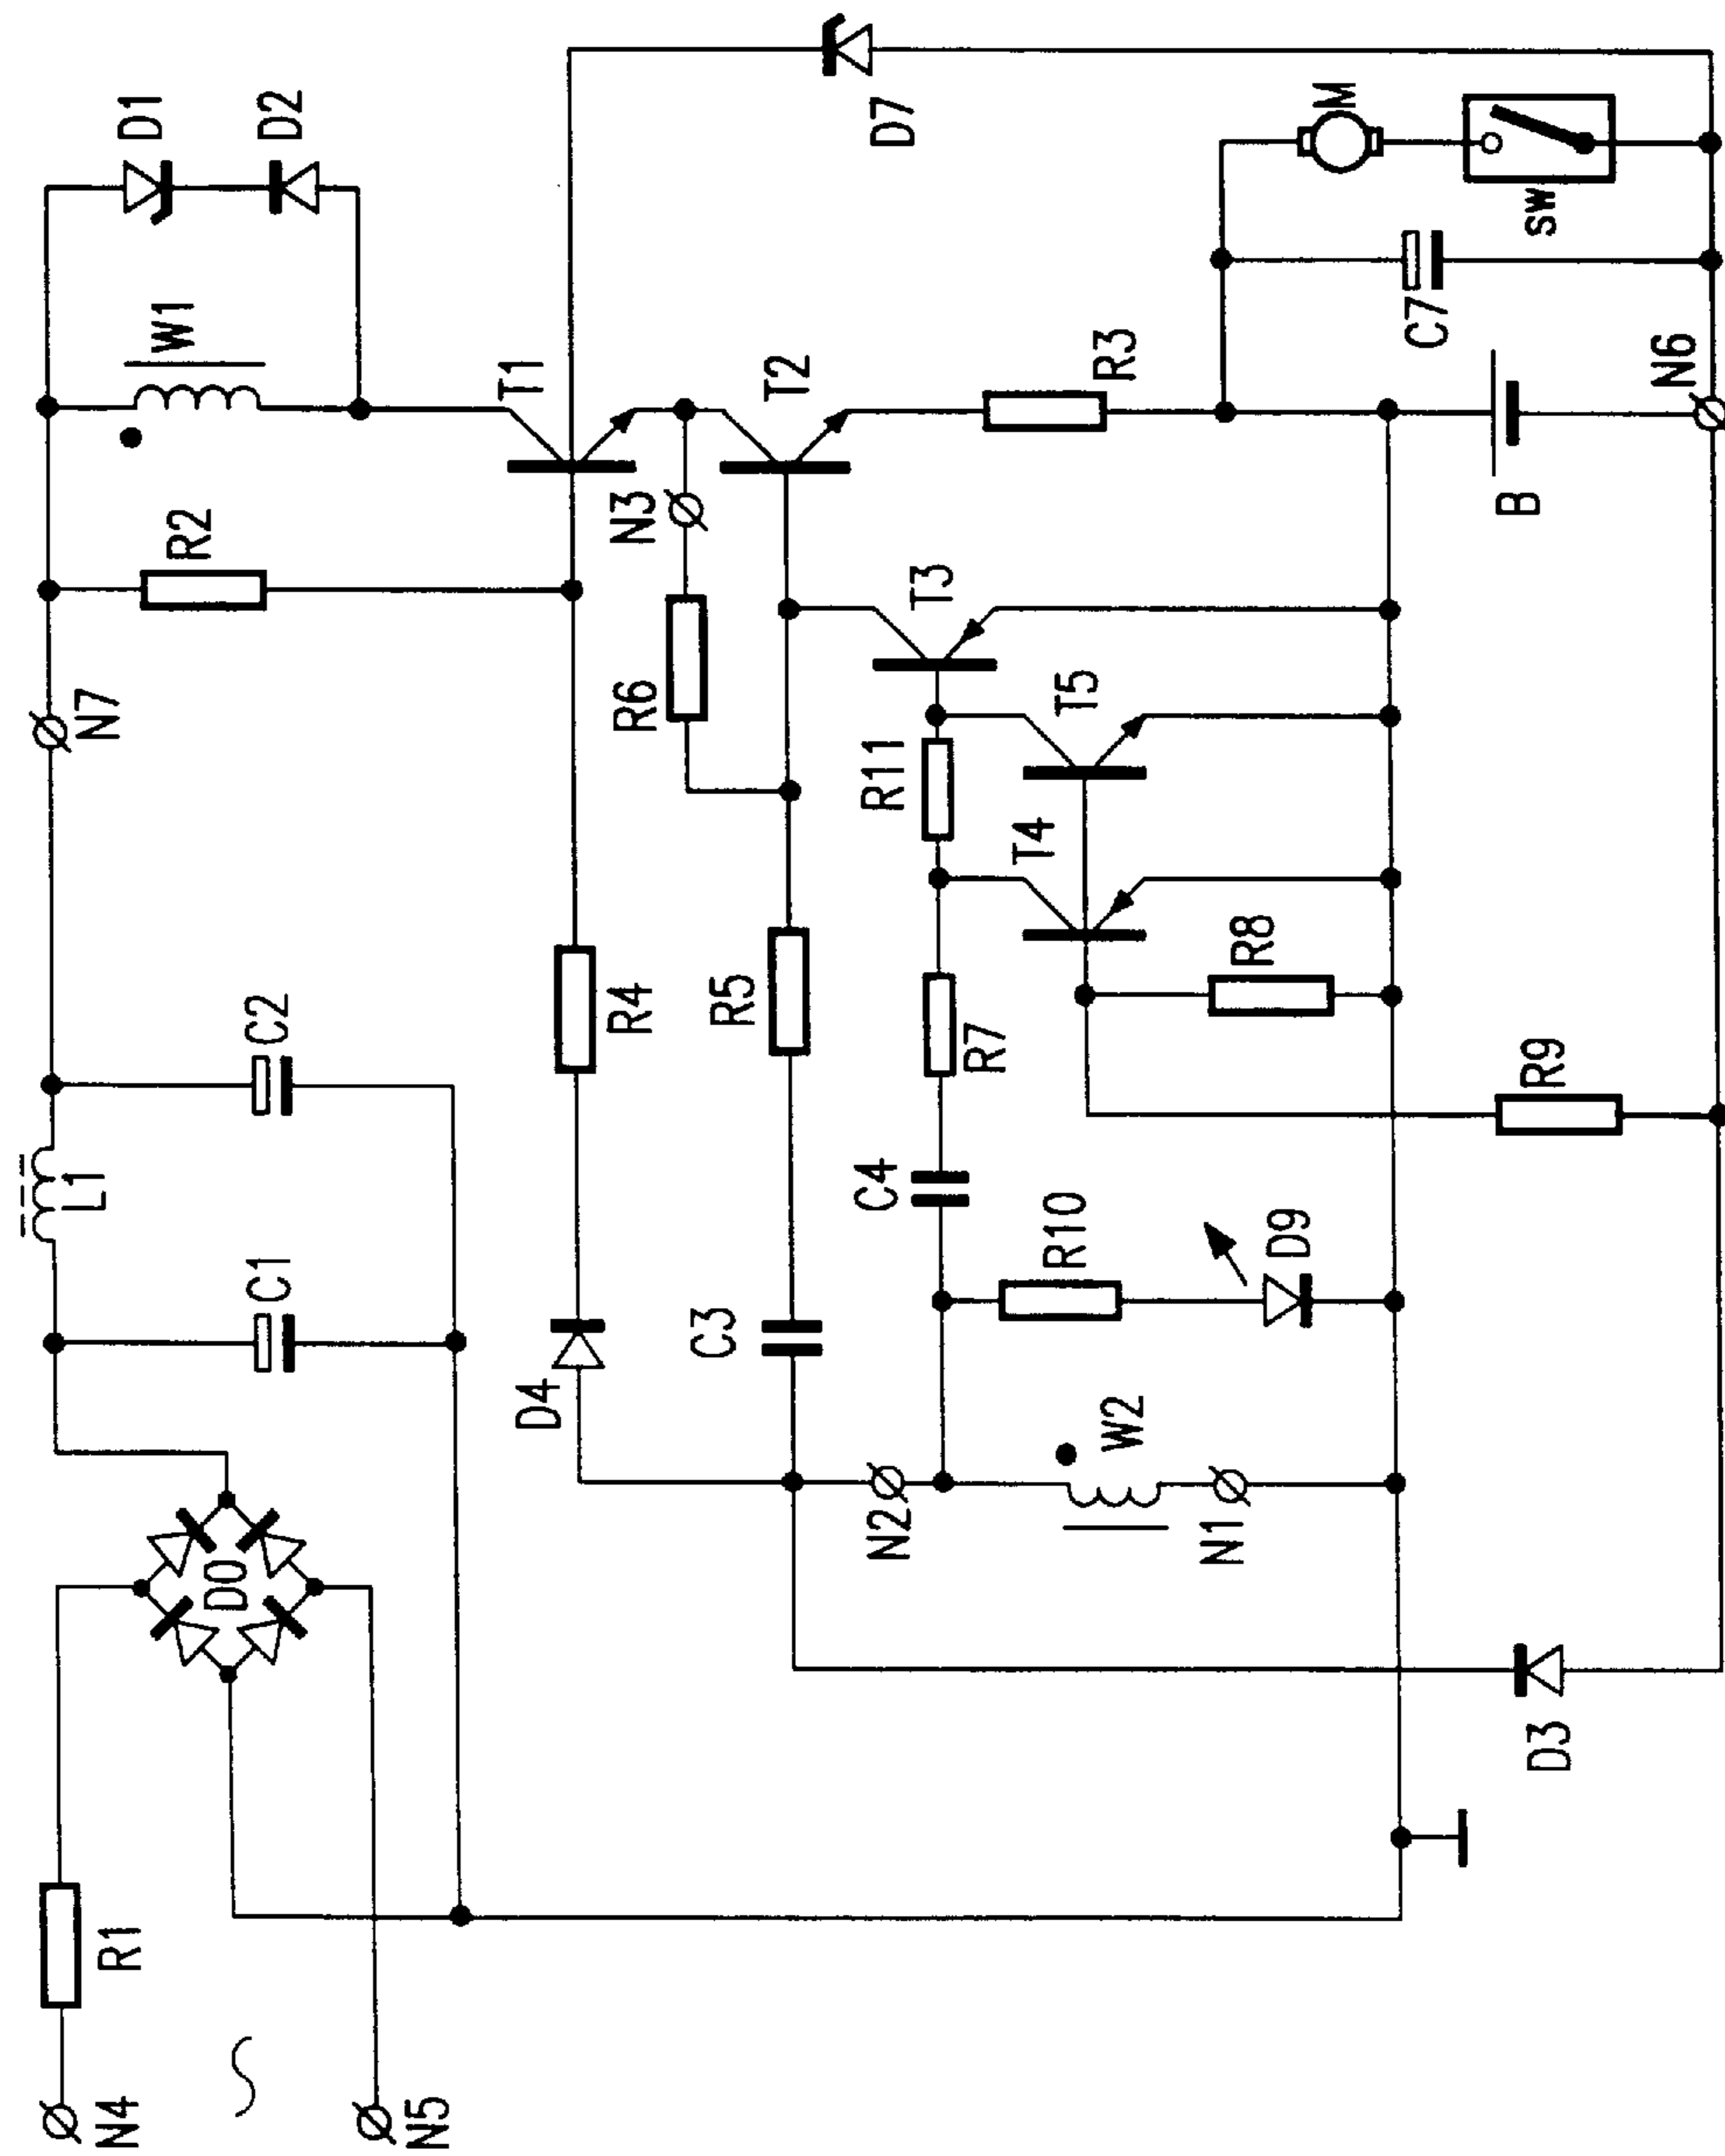 N4
N5
R1
D0
C1
L1
C2
N7
R2
W1
D1
D2
D4
R4
T1
C3
R5
R6
N3
T2
D7
N2
C4
R7
R11
T3
W2
R10
T4
T5
R3
M
N1
D9
R8
C7
sw
D3
R9
B
N6